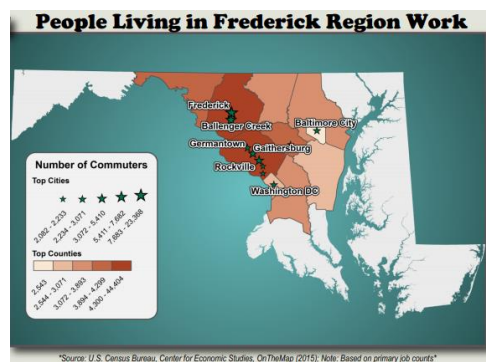 People Living in Frederick Region Work
Frederick
Ballenger Creek
Baltimore City
Germantown
Gaithersburg
Rockville
Washington DC
Number of Commuters
Top Cities
2,082 - 2,233
2,234 - 3,071
3,072 - 5,410
5,411 - 7,682
7,683 - 23,368
Top Counties
2,543
2,544 - 3,071
3,072 - 3,893
3,894 - 4,299
4,300 - 44,404
*Source: U.S. Census Bureau, Center for Economic Studies, OnTheMap (2015); Note: Based on primary job counts*